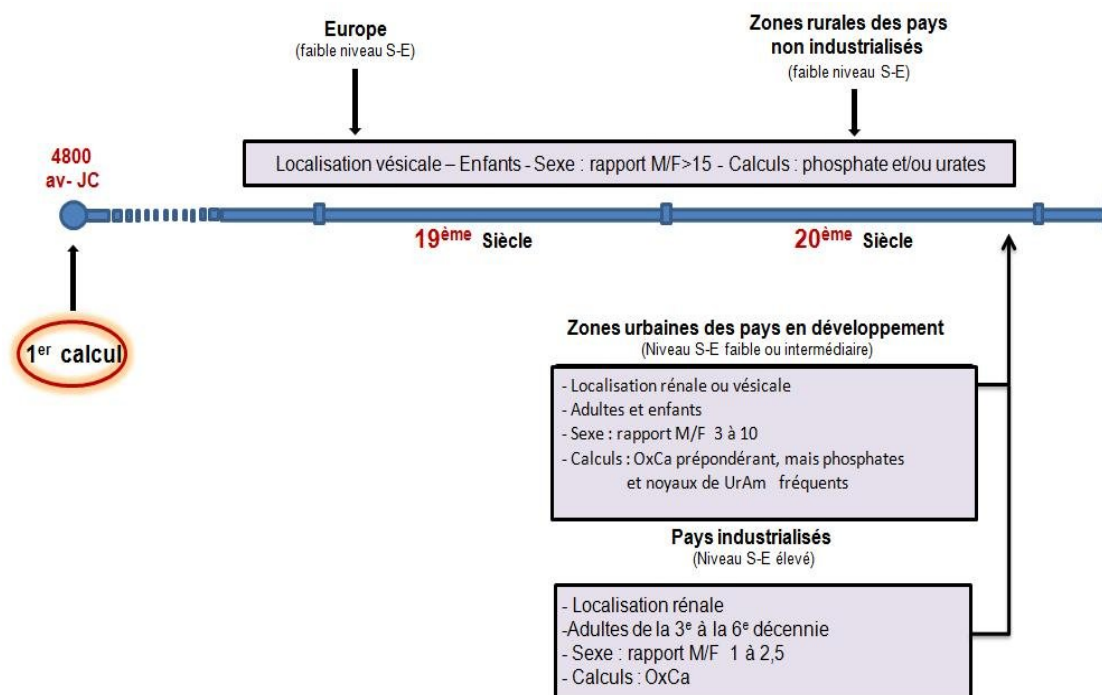 Europe
(faible niveau S-E)
Zones rurales des pays
non industrialisés
(faible niveau S-E)
4800
av- JC
Localisation vésicale – Enfants - Sexe : rapport M/F>15 - Calculs : phosphate et/ou urates
19ème Siècle
20ème Siècle
1er calcul
Zones urbaines des pays en développement
(Niveau S-E faible ou intermédiaire)
- Localisation rénale ou vésicale
- Adultes et enfants
- Sexe : rapport M/F 3 à 10
- Calculs : OxCa prépondérant, mais phosphates
et noyaux de UrAm fréquents
Pays industrialisés
(Niveau S-E élevé)
- Localisation rénale
-Adultes de la 3e à la 6e décennie
- Sexe : rapport M/F 1 à 2,5
- Calculs : OxCa